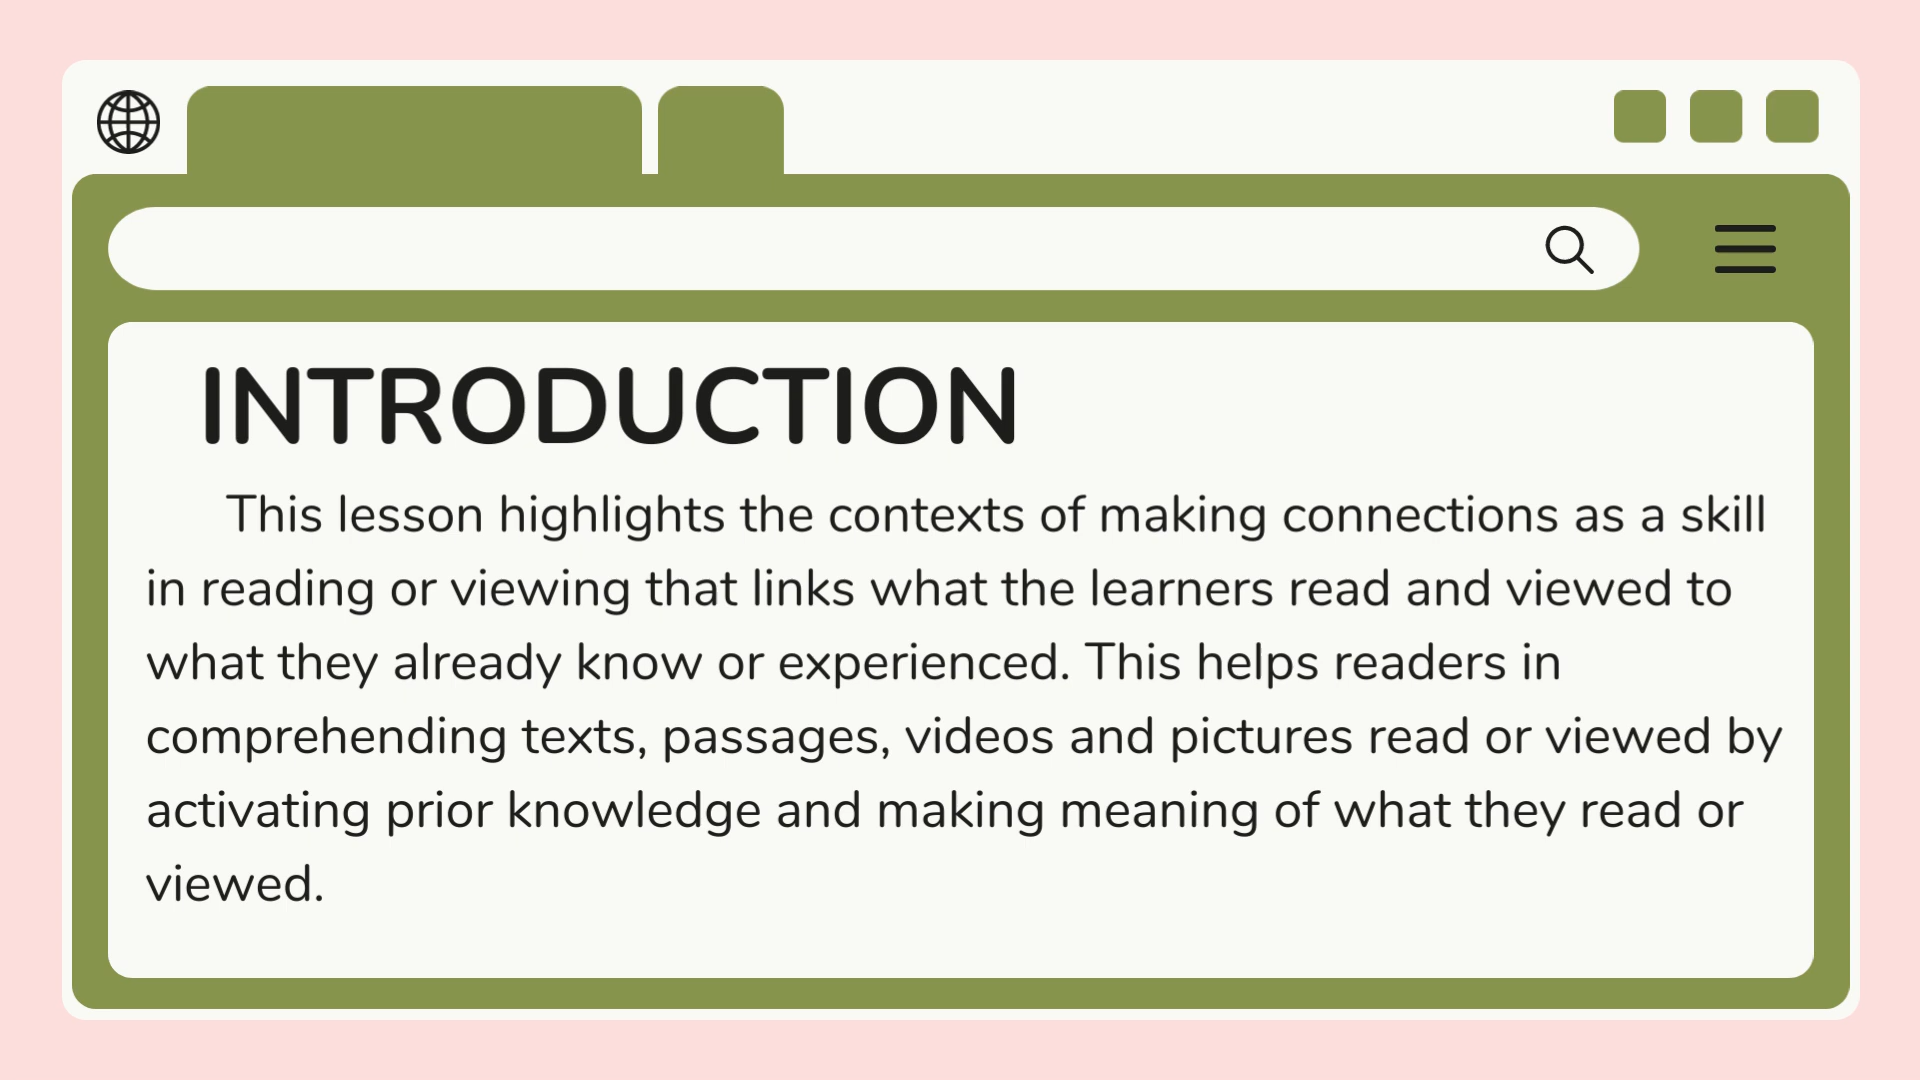 INTRODUCTION
This lesson highlights the contexts of making connections as a skill
in reading or viewing that links what the learners read and viewed to
what they already know or experienced. This helps readers in
comprehending texts, passages, videos and pictures read or viewed by
activating prior knowledge and making meaning of what they read or
viewed.